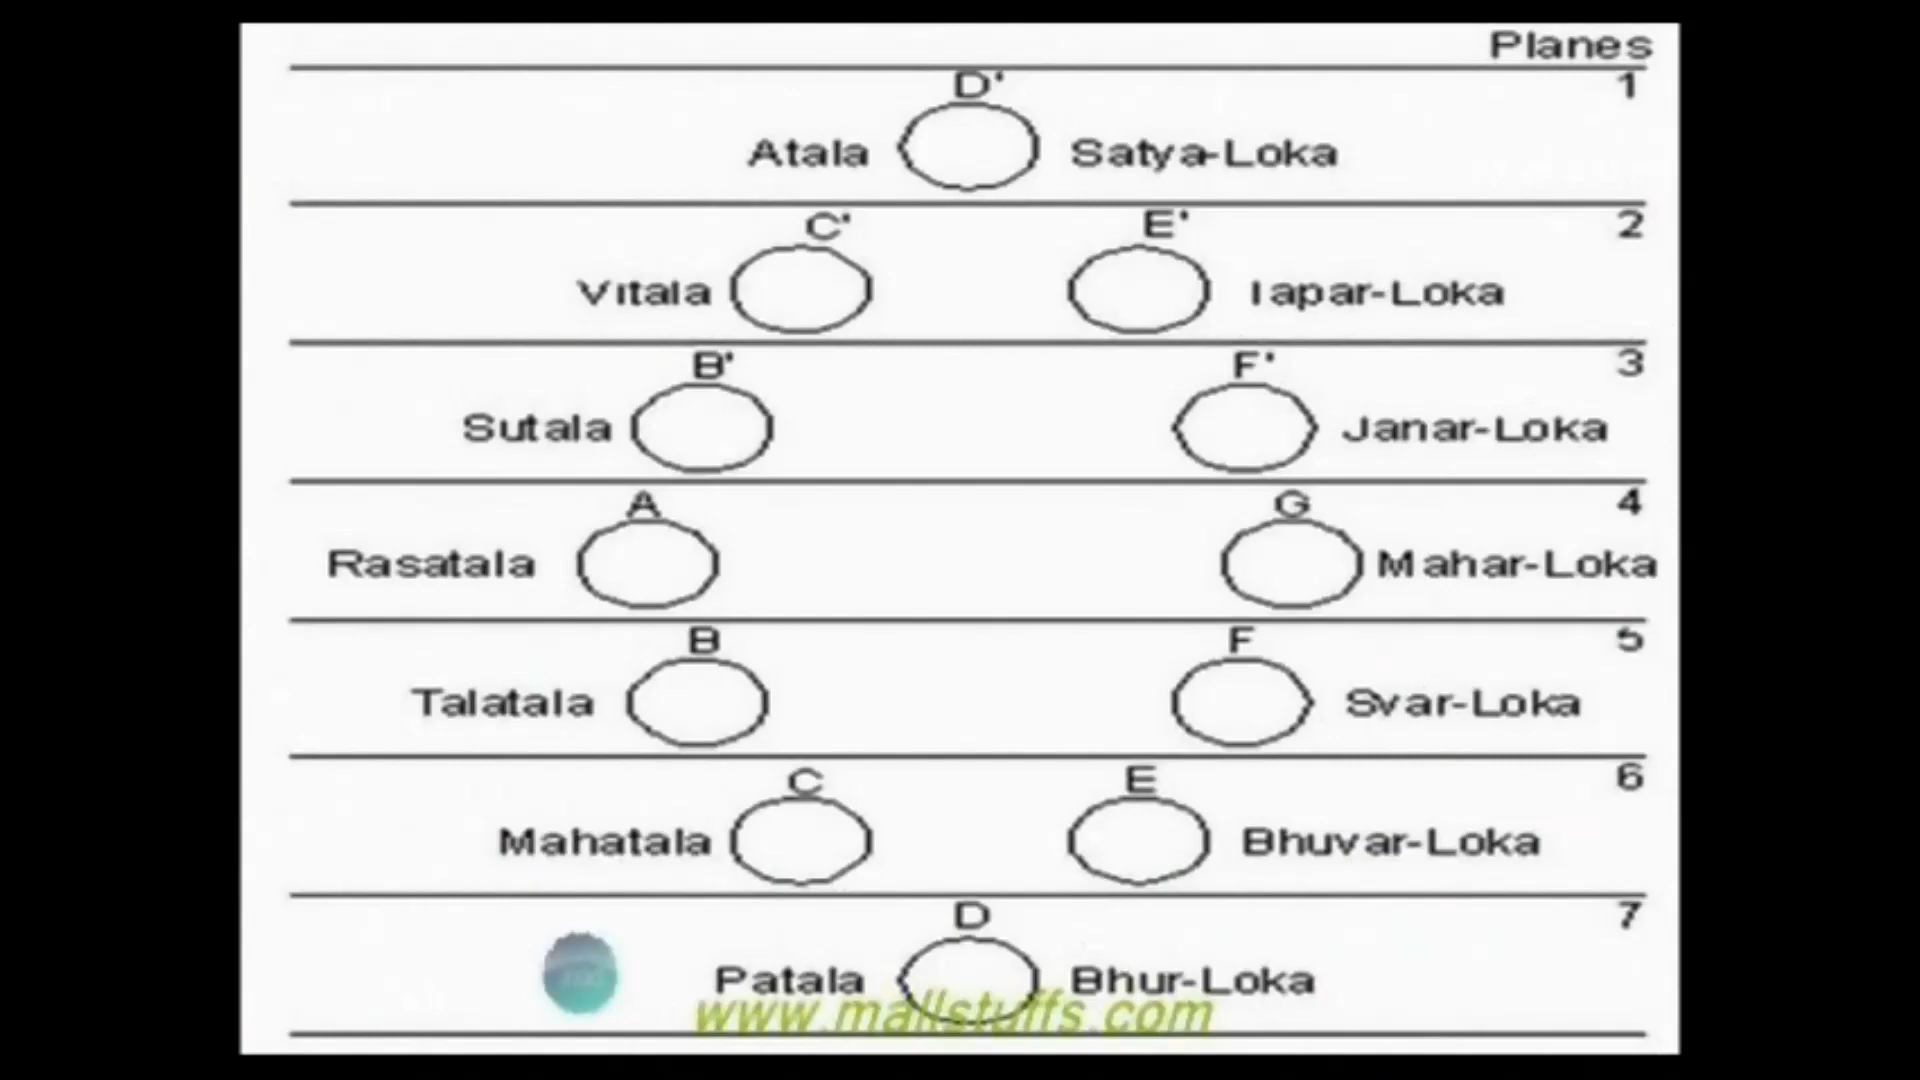 Planes
D' 1
Atala Satya-Loka
C' E' 2
Vitala Tapar-Loka
B' F' 3
Sutala Janar-Loka
A G 4
Rasatala Mahar-Loka
B F 5
Talatala Svar-Loka
C E 6
Mahatala Bhuvar-Loka
D 7
Patala Bhur-Loka
www.mallstuffs.com